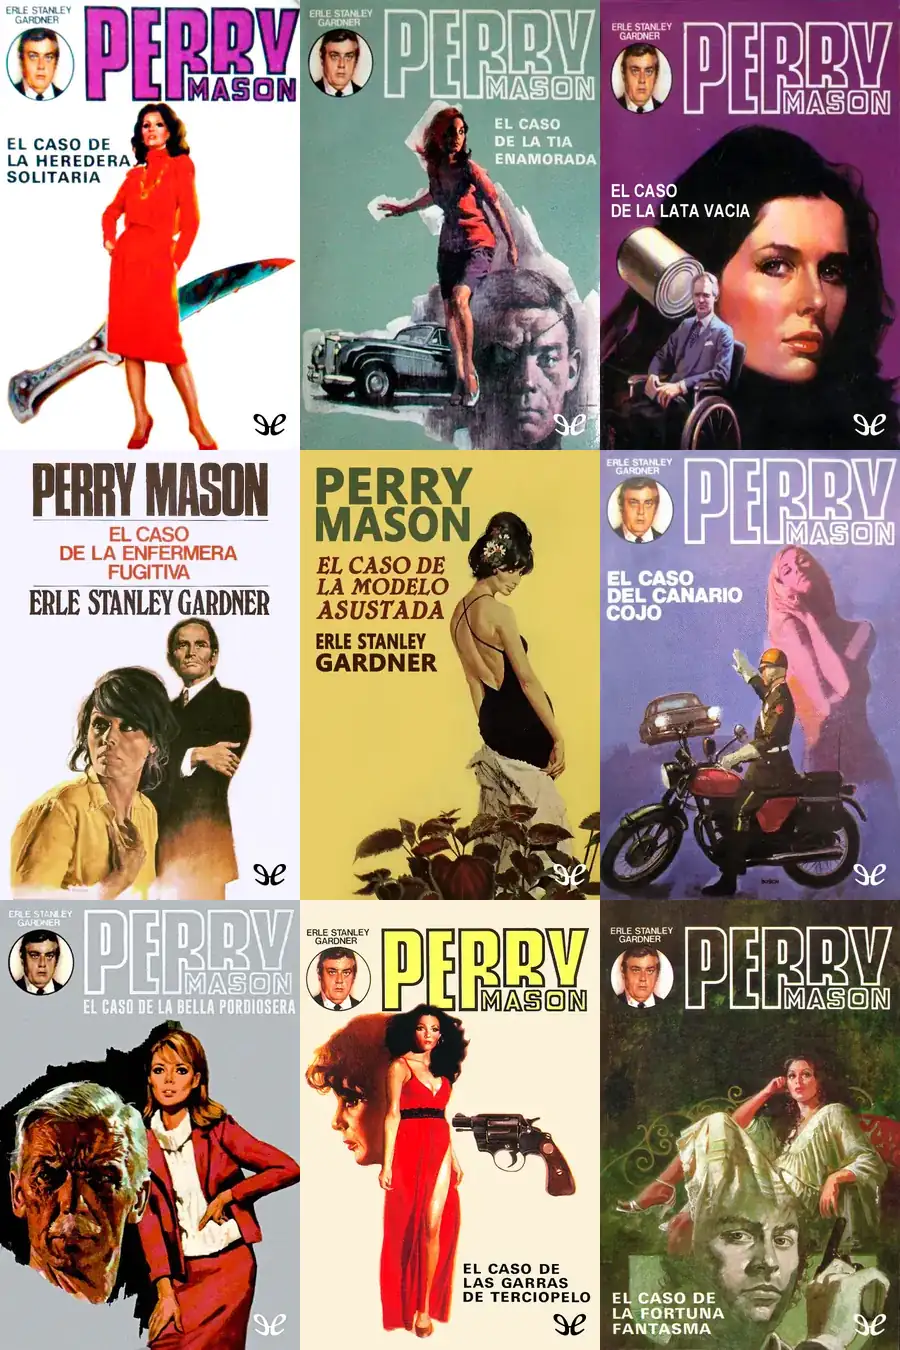 ERLE STANLEY
GARDNER
PERRY
MASON
EL CASO DE
LA HEREDERA
SOLITARIA
ERLE STANLEY
GARDNER
PERRY
MASON
EL CASO
DE LA TIA
ENAMORADA
ERLE STANLEY
GARDNER
PERRY
MASON
EL CASO
DE LA LATA VACIA
PERRY MASON
EL CASO
DE LA ENFERMERA
FUGITIVA
ERLE STANLEY GARDNER
PERRY
MASON
EL CASO DE
LA MODELO
ASUSTADA
ERLE STANLEY
GARDNER
ERLE STANLEY
GARDNER
PERRY
MASON
EL CASO
DEL CANARIO
COJO
ERLE STANLEY
GARDNER
PERRY
MASON
EL CASO DE LA BELLA PORDIOSERA
ERLE STANLEY
GARDNER
PERRY
MASON
EL CASO DE
LAS GARRAS
DE TERCIOPELO
ERLE STANLEY
GARDNER
PERRY
MASON
EL CASO DE
LA FORTUNA
FANTASMA